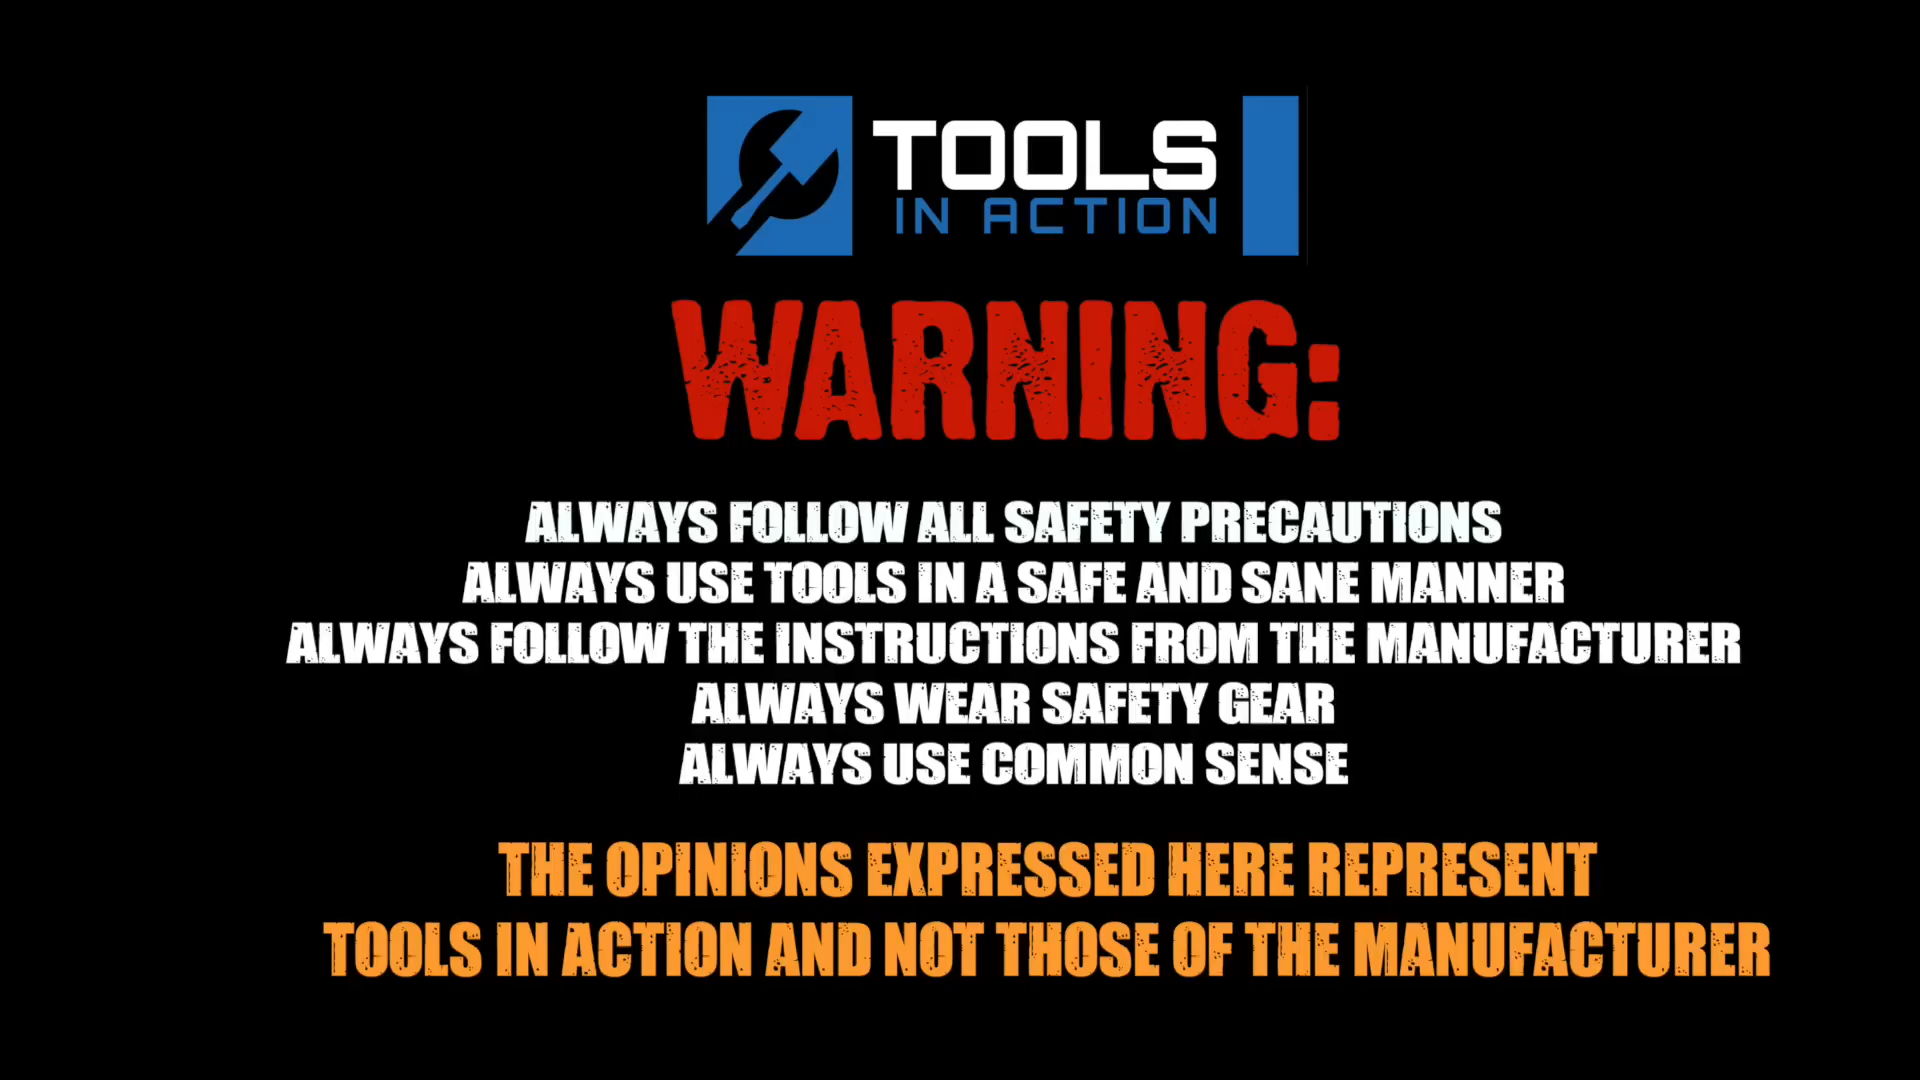 TOOLS
IN ACTION
WARNING:
ALWAYS FOLLOW ALL SAFETY PRECAUTIONS
ALWAYS USE TOOLS IN A SAFE AND SANE MANNER
ALWAYS FOLLOW THE INSTRUCTIONS FROM THE MANUFACTURER
ALWAYS WEAR SAFETY GEAR
ALWAYS USE COMMON SENSE
THE OPINIONS EXPRESSED HERE REPRESENT
TOOLS IN ACTION AND NOT THOSE OF THE MANUFACTURER